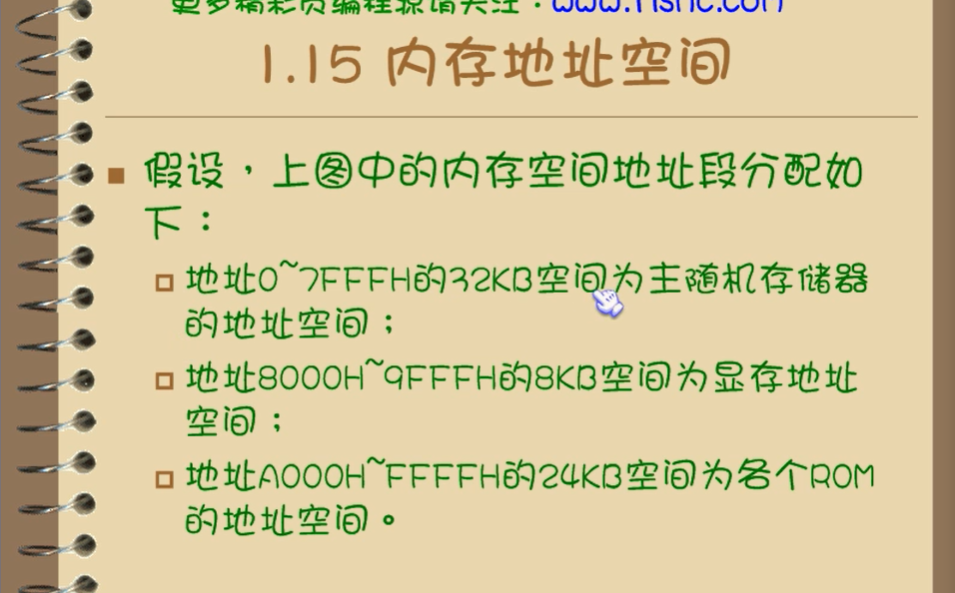 更多精彩页编程资请关注：www.
1.15 内存地址空间
假设，上图中的内存空间地址段分配如
下：
地址0~7FFFH的32KB空间为主随机存储器
的地址空间；
地址8000H~9FFFH的8KB空间为显存地址
空间；
地址A000H~FFFFH的24KB空间为各个ROM
的地址空间。